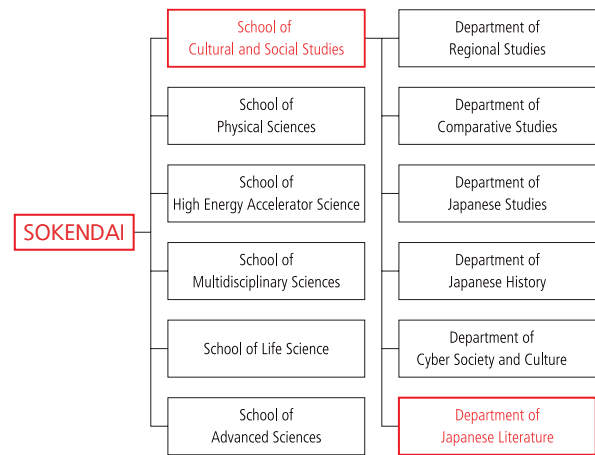 SOKENDAI
School of
Cultural and Social Studies
School of
Physical Sciences
School of
High Energy Accelerator Science
School of
Multidisciplinary Sciences
School of Life Science
School of
Advanced Sciences
Department of
Regional Studies
Department of
Comparative Studies
Department of
Japanese Studies
Department of
Japanese History
Department of
Cyber Society and Culture
Department of
Japanese Literature